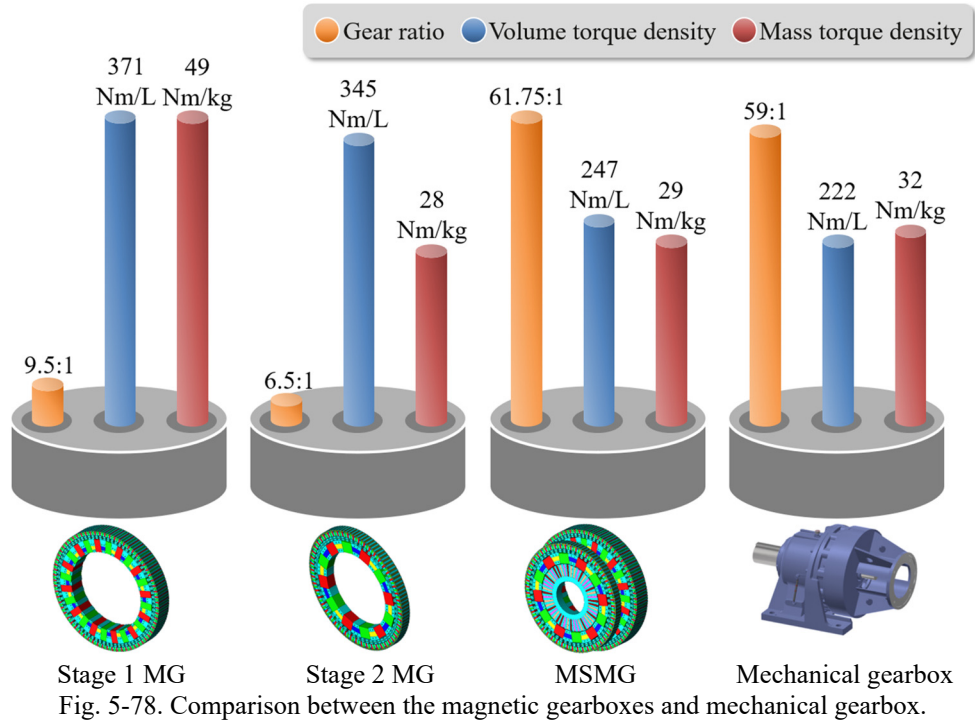 Gear ratio Volume torque density Mass torque density
371
Nm/L
49
Nm/kg
9.5:1
345
Nm/L
28
Nm/kg
6.5:1
61.75:1
247
Nm/L
29
Nm/kg
59:1
222
Nm/L
32
Nm/kg
Stage 1 MG
Stage 2 MG
MSMG
Mechanical gearbox
Fig. 5-78. Comparison between the magnetic gearboxes and mechanical gearbox.